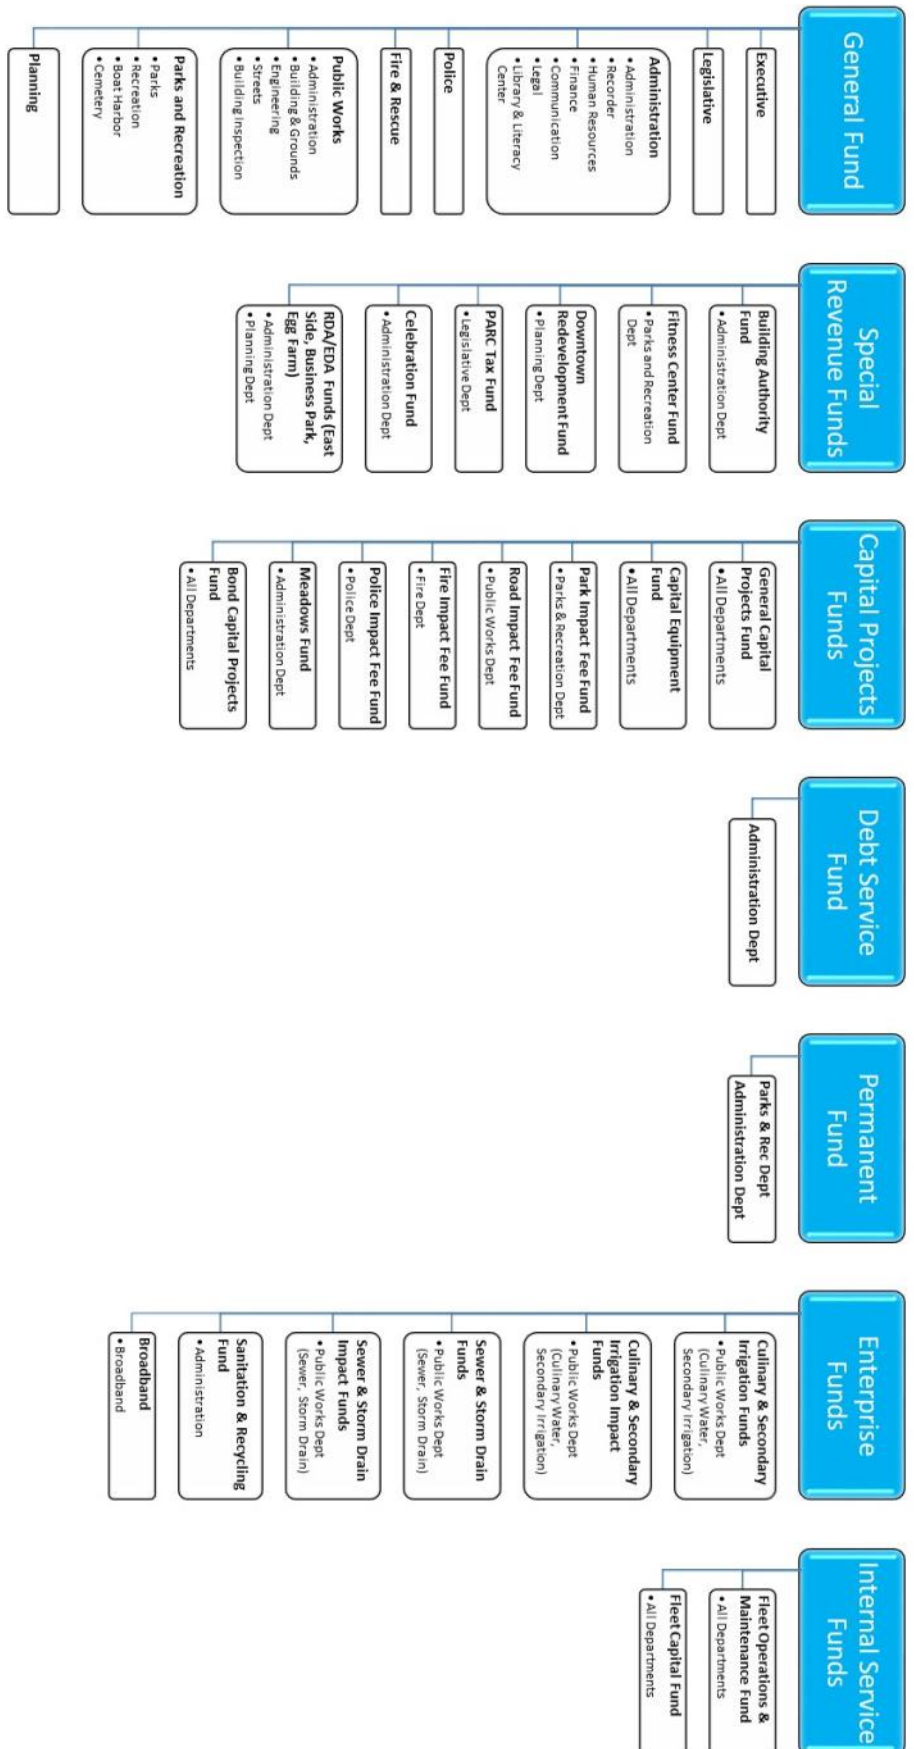 General Fund
Executive
Legislative
Administration
• Administration
• Recorder
• Human Resources
• Finance
• Communication
• Legal
• Library & Literacy
Center
Police
Fire & Rescue
Public Works
• Administration
• Building & Grounds
• Engineering
• Streets
• Building Inspection
Parks and Recreation
• Parks
• Recreation
• Boat Harbor
• Cemetery
Planning
Special
Revenue Funds
Building Authority
Fund
• Administration Dept
Fitness Center Fund
• Parks and Recreation
Dept
Downtown
Redevelopment Fund
• Planning Dept
PARC Tax Fund
• Legislative Dept
Celebration Fund
• Administration Dept
RDA/EDA Funds (East
Side, Business Park,
Egg Farm)
• Administration Dept
• Planning Dept
Capital Projects
Funds
General Capital
Projects Fund
• All Departments
Capital Equipment
Fund
• All Departments
Park Impact Fee Fund
• Parks & Recreation Dept
Road Impact Fee Fund
• Public Works Dept
Fire Impact Fee Fund
• Fire Dept
Police Impact Fee Fund
• Police Dept
Meadows Fund
• Administration Dept
Bond Capital Projects
Fund
• All Departments
Debt Service
Fund
Administration Dept
Permanent
Fund
Parks & Rec Dept
Administration Dept
Enterprise
Funds
Culinary & Secondary
Irrigation Funds
• Public Works Dept
(Culinary Water,
Secondary Irrigation)
Culinary & Secondary
Irrigation Impact
Funds
• Public Works Dept
(Culinary Water,
Secondary Irrigation)
Sewer & Storm Drain
Funds
• Public Works Dept
(Sewer, Storm Drain)
Sewer & Storm Drain
Impact Funds
• Public Works Dept
(Sewer, Storm Drain)
Sanitation & Recycling
Fund
• Administration
Broadband
• Broadband
Internal Service
Funds
Fleet Operations &
Maintenance Fund
• All Departments
Fleet Capital Fund
• All Departments